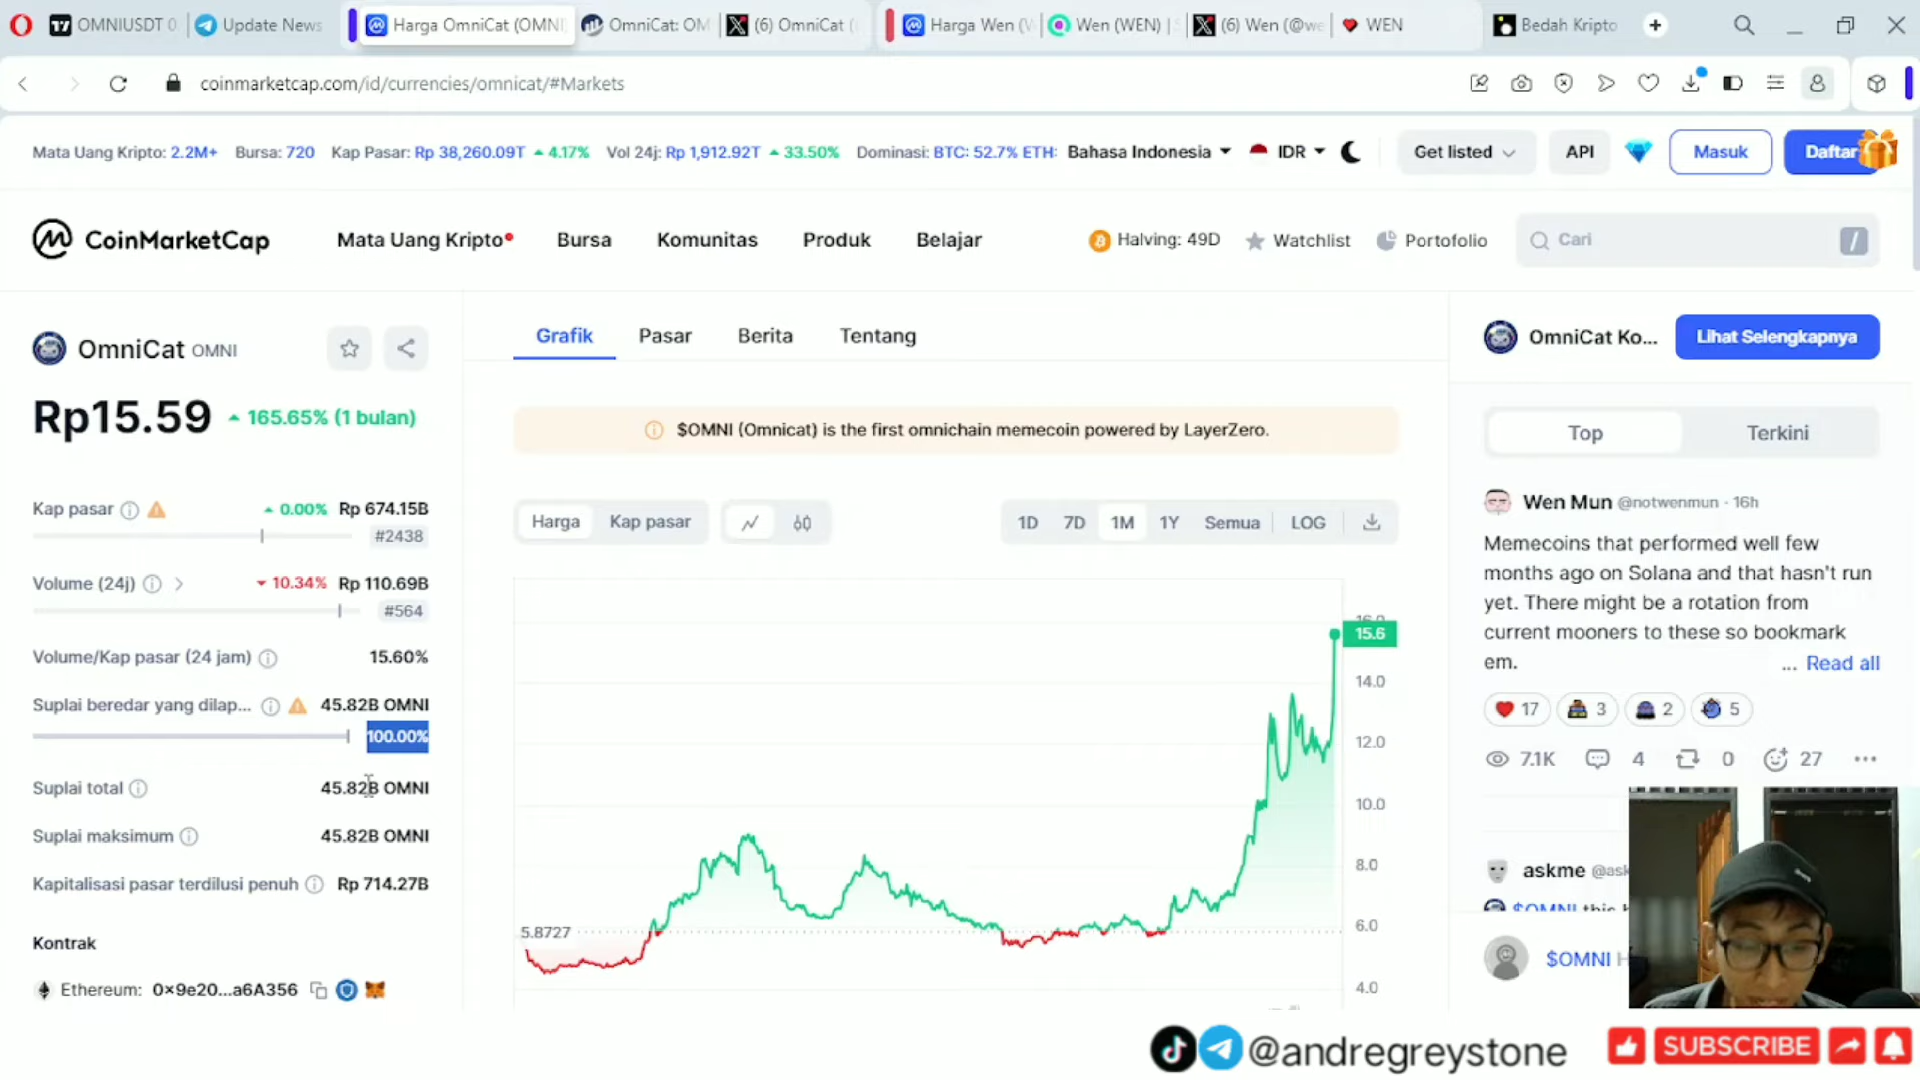 OMNIUSDT
Update News
Harga OmniCat (OMNI
OmniCat: OM
(6) OmniCat (
Harga Wen (
Wen (WEN) |
(6) Wen (@we
WEN
Bedah Kripto
coinmarketcap.com/id/currencies/omnicat/#Markets
Mata Uang Kripto: 2.2M+ Bursa: 720 Kap Pasar: Rp 38,260.09T 4.17% Vol 24j: Rp 1,912.92T 33.50% Dominasi: BTC: 52.7% ETH: Bahasa Indonesia IDR Get listed API Masuk Daftar
CoinMarketCap Mata Uang Kripto Bursa Komunitas Produk Belajar Halving: 49D Watchlist Portofolio Cari /
OmniCat OMNI
Rp15.59 165.65% (1 bulan)
Kap pasar 0.00% Rp 674.15B
#2438
Volume (24j) 10.34% Rp 110.69B
#564
Volume/Kap pasar (24 jam) 15.60%
Suplai beredar yang dilap... 45.82B OMNI
100.00%
Suplai total 45.82B OMNI
Suplai maksimum 45.82B OMNI
Kapitalisasi pasar terdilusi penuh Rp 714.27B
Kontrak
Ethereum: 0x9e20...a6A356
Grafik Pasar Berita Tentang
$OMNI (Omnicat) is the first omnichain memecoin powered by LayerZero.
Harga Kap pasar 1D 7D 1M 1Y Semua LOG
16.0
15.6
14.0
12.0
10.0
8.0
6.0
4.0
5.8727
OmniCat Ko... Lihat Selengkapnya
Top Terkini
Wen Mun @notwenmun · 16h
Memecoins that performed well few
months ago on Solana and that hasn't run
yet. There might be a rotation from
current mooners to these so bookmark
em. ... Read all
17 3 2 5
7.1K 4 0 27
askme @ask
$OMNI this
$OMNI
@andregreystone
SUBSCRIBE